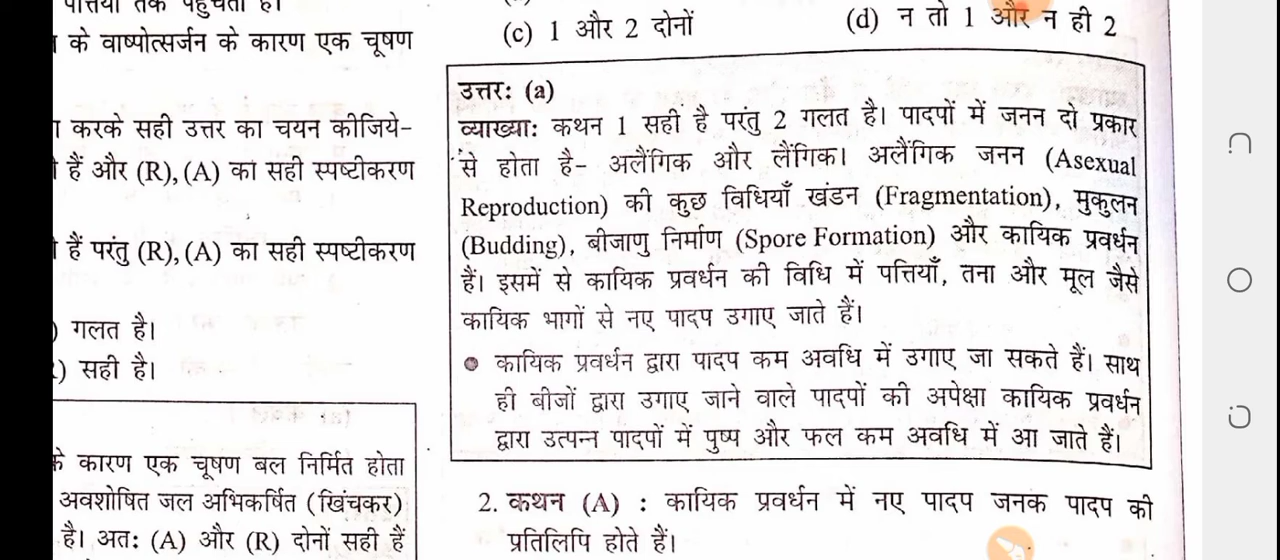 पत्तियों तक पहुँचता है।
के वाष्पोत्सर्जन के कारण एक चूषण
करके सही उत्तर का चयन कीजिये-
हैं और (R), (A) का सही स्पष्टीकरण
हैं परंतु (R), (A) का सही स्पष्टीकरण
) गलत है।
) सही है।
के कारण एक चूषण बल निर्मित होता
अवशोषित जल अभिकर्षित (खिंचकर)
है। अतः (A) और (R) दोनों सही हैं
(c) 1 और 2 दोनों
(d) न तो 1 और न ही 2
उत्तर: (a)
व्याख्या: कथन 1 सही है परंतु 2 गलत है। पादपों में जनन दो प्रकार
से होता है- अलैंगिक और लैंगिक। अलैंगिक जनन (Asexual
Reproduction) की कुछ विधियाँ खंडन (Fragmentation), मुकुलन
(Budding), बीजाणु निर्माण (Spore Formation) और कायिक प्रवर्धन
हैं। इसमें से कायिक प्रवर्धन की विधि में पत्तियाँ, तना और मूल जैसे
कायिक भागों से नए पादप उगाए जाते हैं।
● कायिक प्रवर्धन द्वारा पादप कम अवधि में उगाए जा सकते हैं। साथ
ही बीजों द्वारा उगाए जाने वाले पादपों की अपेक्षा कायिक प्रवर्धन
द्वारा उत्पन्न पादपों में पुष्प और फल कम अवधि में आ जाते हैं।
2. कथन (A) : कायिक प्रवर्धन में नए पादप जनक पादप की
प्रतिलिपि होते हैं।